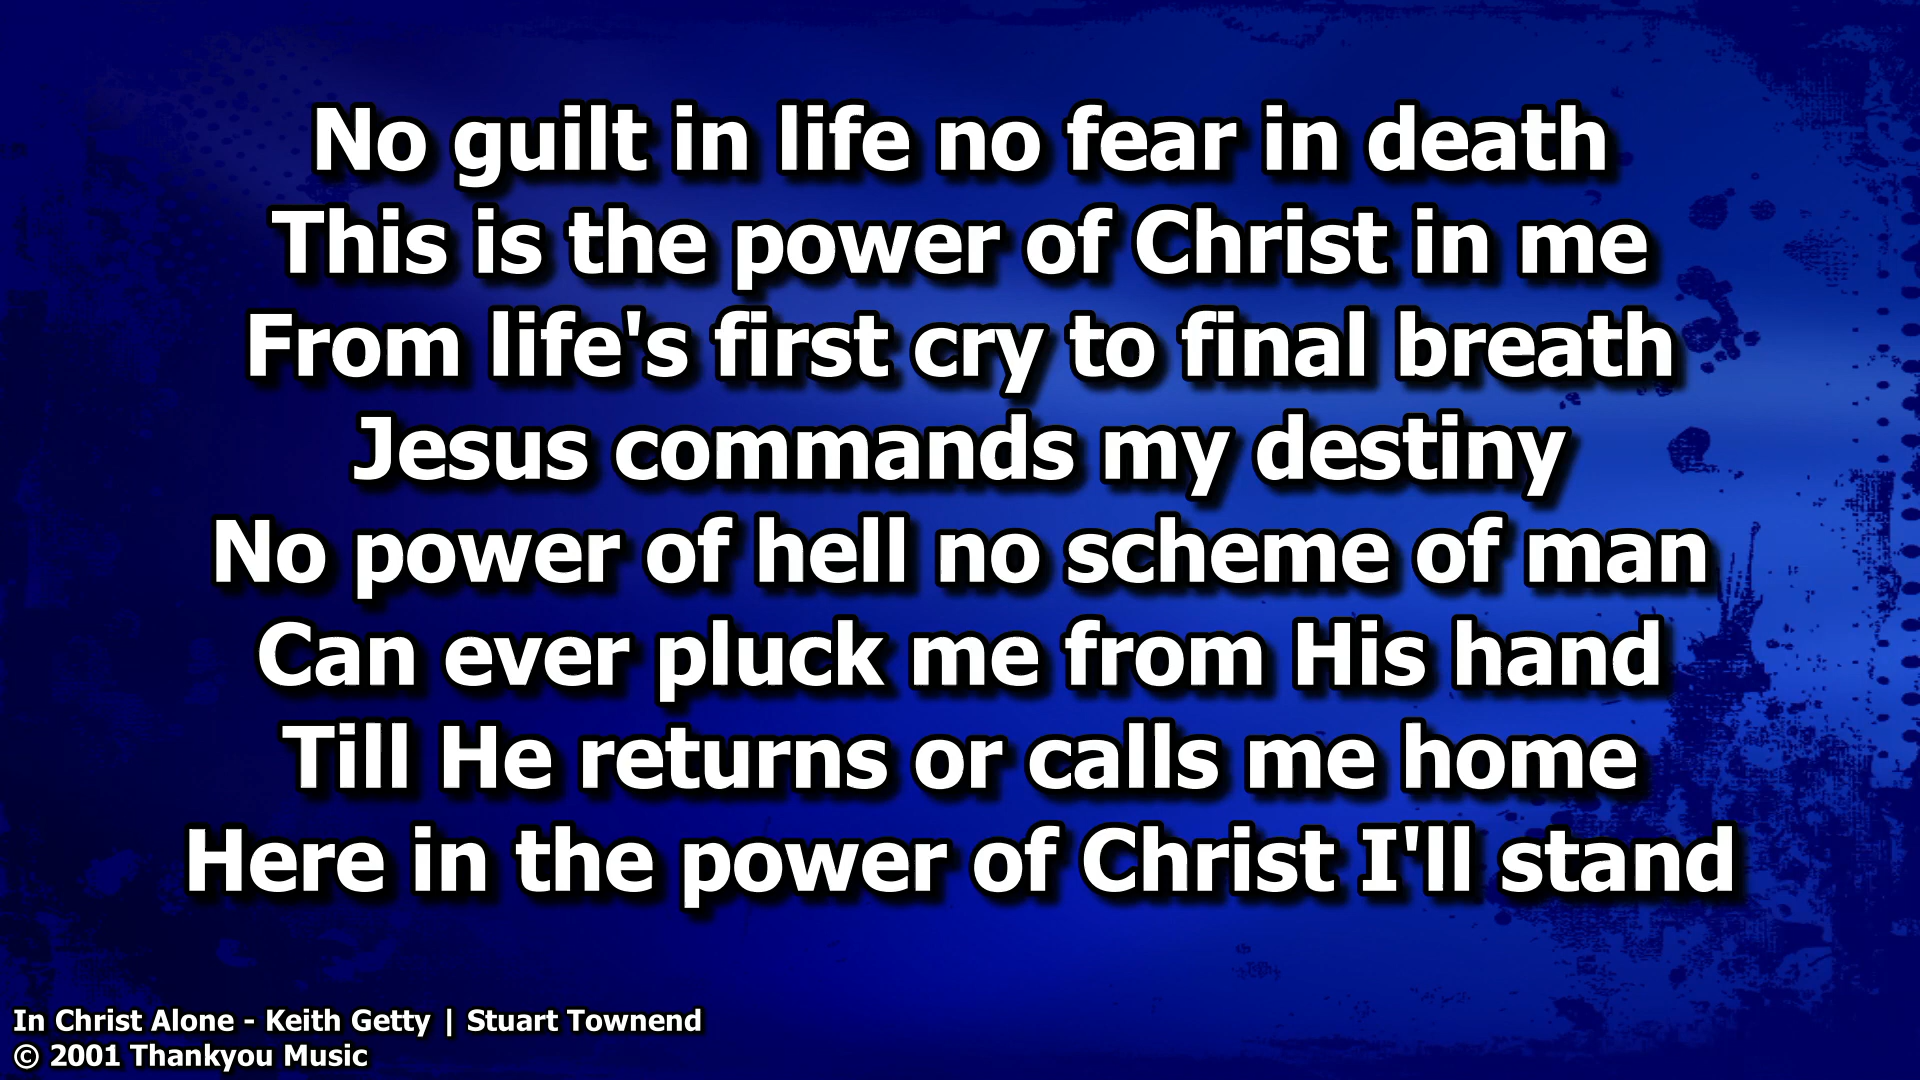 No guilt in life no fear in death
This is the power of Christ in me
From life's first cry to final breath
Jesus commands my destiny
No power of hell no scheme of man
Can ever pluck me from His hand
Till He returns or calls me home
Here in the power of Christ I'll stand
In Christ Alone - Keith Getty | Stuart Townend
© 2001 Thankyou Music